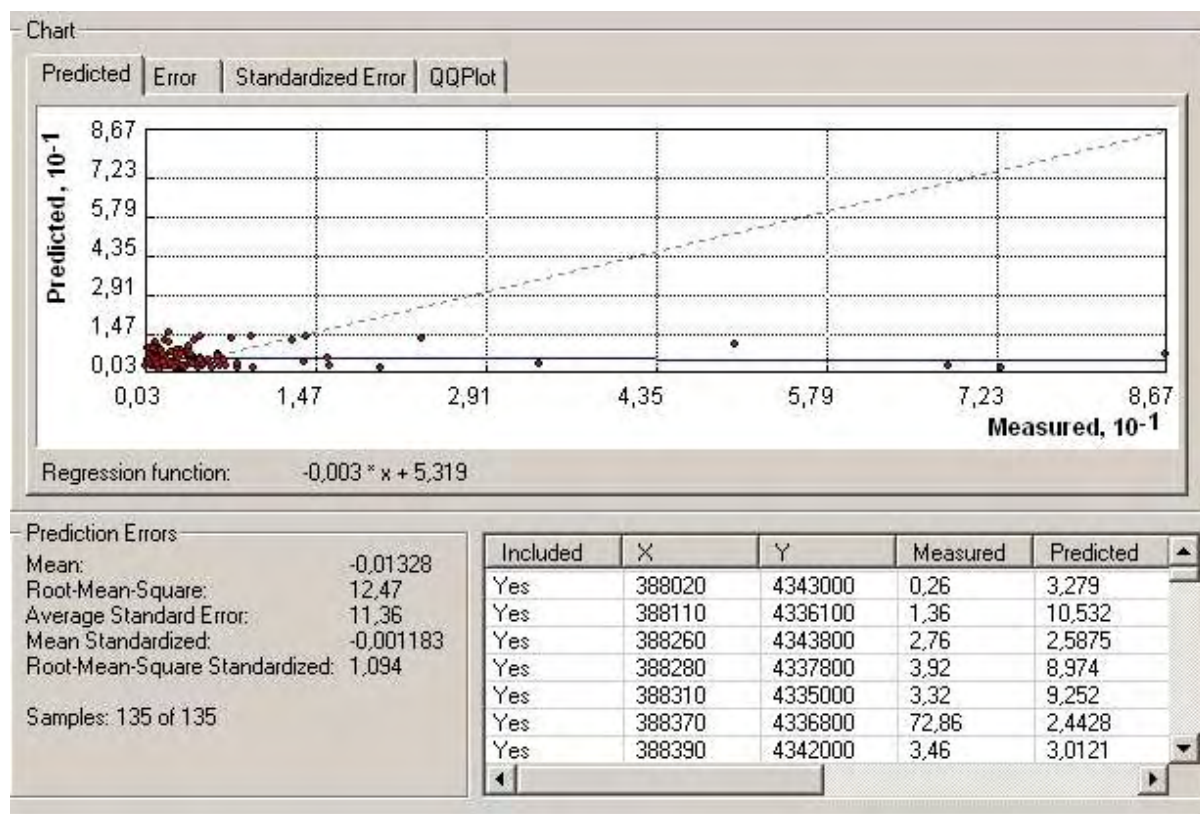 Chart
Predicted Error Standardized Error QQPlot
Predicted, 10-1
8,67
7,23
5,79
4,35
2,91
1,47
0,03
0,03 1,47 2,91 4,35 5,79 7,23 8,67
Measured, 10-1
Regression function: -0,003 * x + 5,319
Prediction Errors
Mean: -0,01328
Root-Mean-Square: 12,47
Average Standard Error: 11,36
Mean Standardized: -0,001183
Root-Mean-Square Standardized: 1,094
Samples: 135 of 135
Included X Y Measured Predicted
Yes 388020 4343000 0,26 3,279
Yes 388110 4336100 1,36 10,532
Yes 388260 4343800 2,76 2,5875
Yes 388280 4337800 3,92 8,974
Yes 388310 4335000 3,32 9,252
Yes 388370 4336800 72,86 2,4428
Yes 388390 4342000 3,46 3,0121